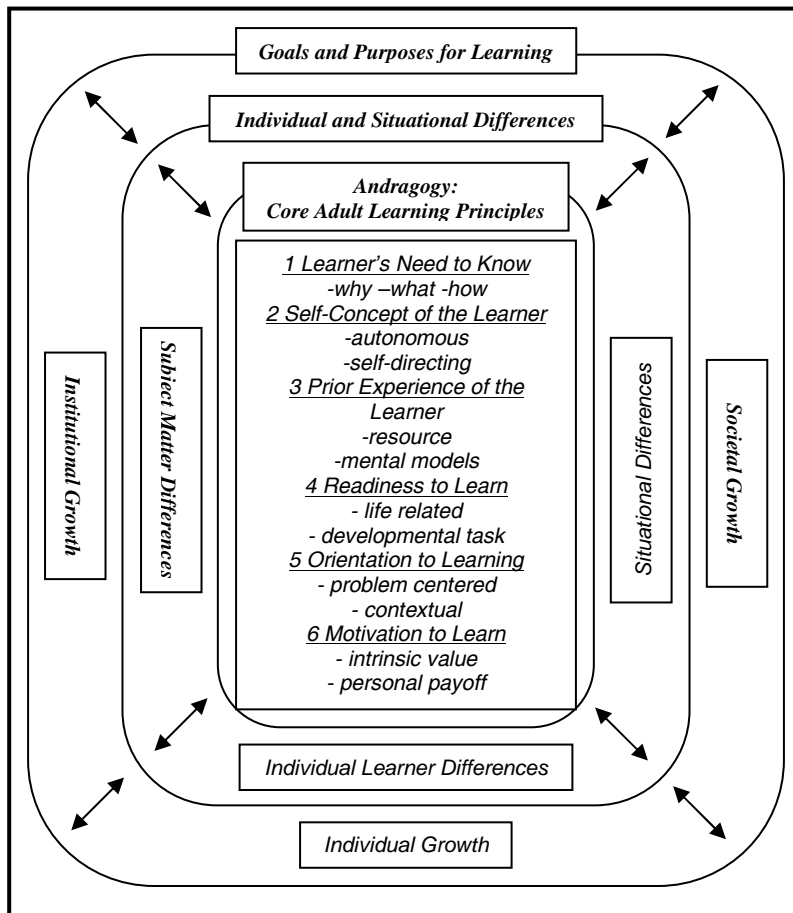 Goals and Purposes for Learning
Individual and Situational Differences
Andragogy:
Core Adult Learning Principles
1 Learner's Need to Know
-why –what -how
2 Self-Concept of the Learner
-autonomous
-self-directing
3 Prior Experience of the
Learner
-resource
-mental models
4 Readiness to Learn
- life related
- developmental task
5 Orientation to Learning
- problem centered
- contextual
6 Motivation to Learn
- intrinsic value
- personal payoff
Institutional Growth
Subject Matter Differences
Situational Differences
Societal Growth
Individual Learner Differences
Individual Growth